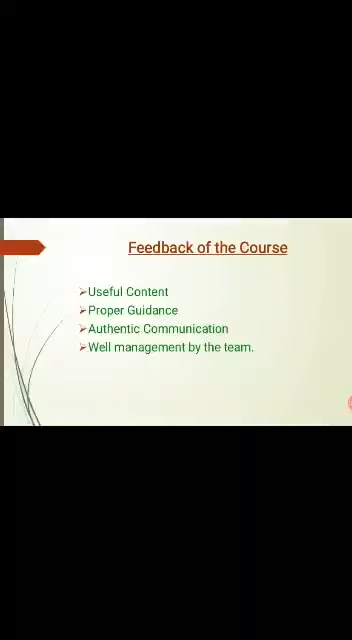 Feedback of the Course
➢Useful Content
➢Proper Guidance
➢Authentic Communication
➢Well management by the team.